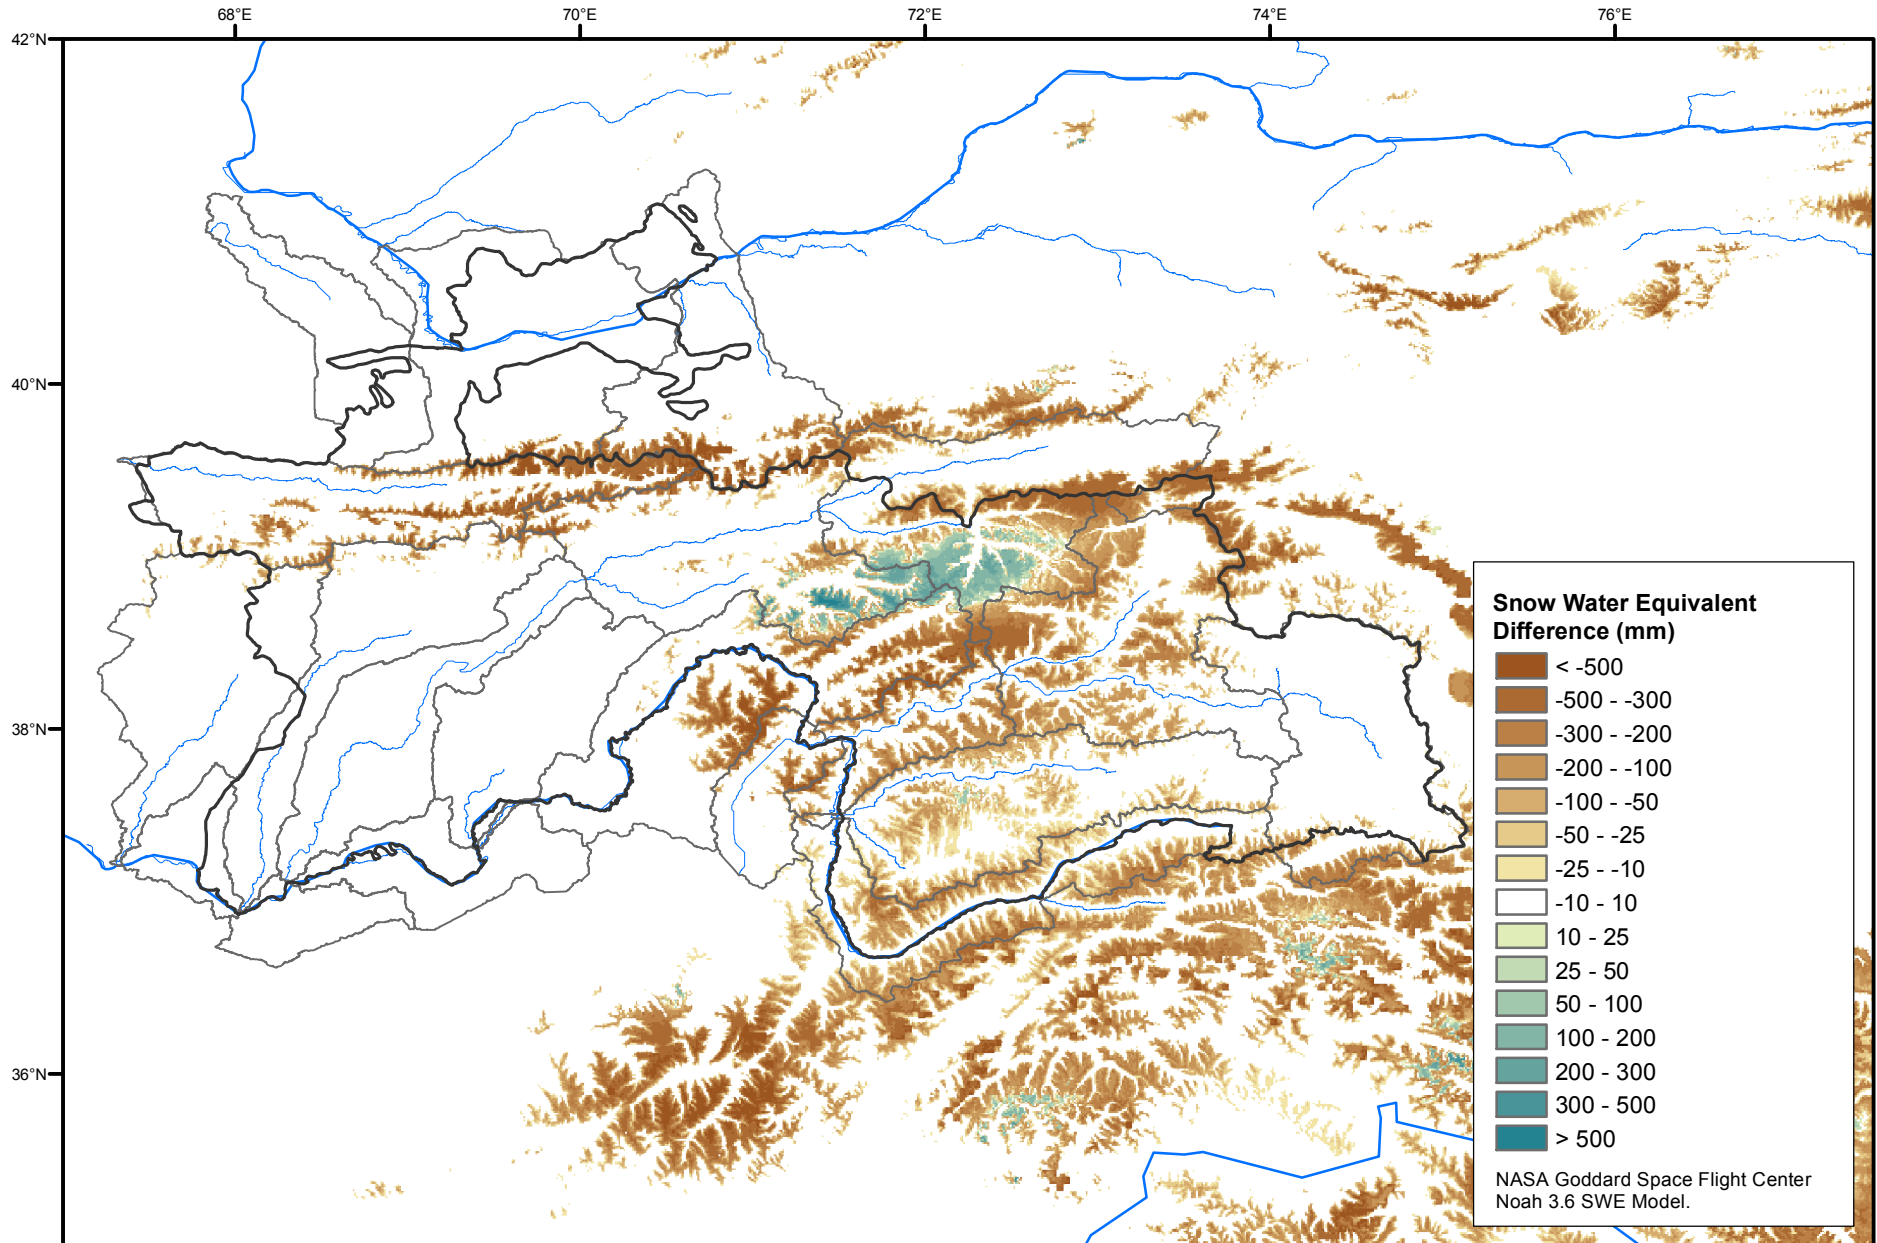 68°E
70°E
72°E
74°E
76°E
42°N
40°N
38°N
36°N
Snow Water Equivalent
Difference (mm)
< -500
-500 - -300
-300 - -200
-200 - -100
-100 - -50
-50 - -25
-25 - -10
-10 - 10
10 - 25
25 - 50
50 - 100
100 - 200
200 - 300
300 - 500
> 500
NASA Goddard Space Flight Center
Noah 3.6 SWE Model.